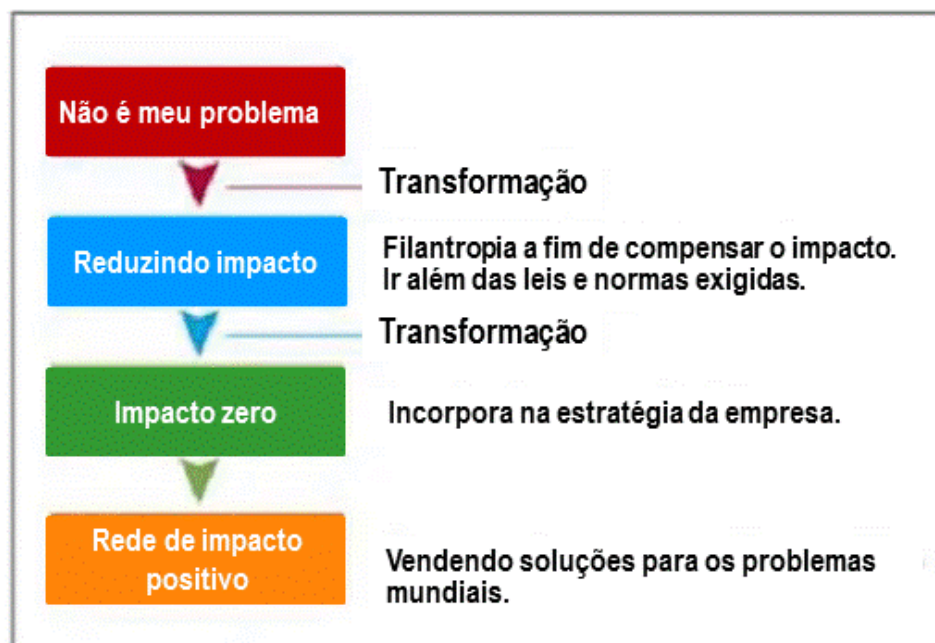 Não é meu problema
Transformação
Reduzindo impacto
Filantropia a fim de compensar o impacto.
Ir além das leis e normas exigidas.
Transformação
Impacto zero
Incorpora na estratégia da empresa.
Rede de impacto
positivo
Vendendo soluções para os problemas
mundiais.